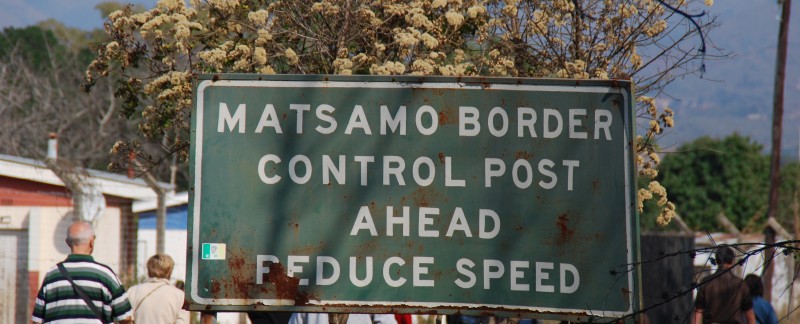 MATSAMO BORDER
CONTROL POST
AHEAD
REDUCE SPEED